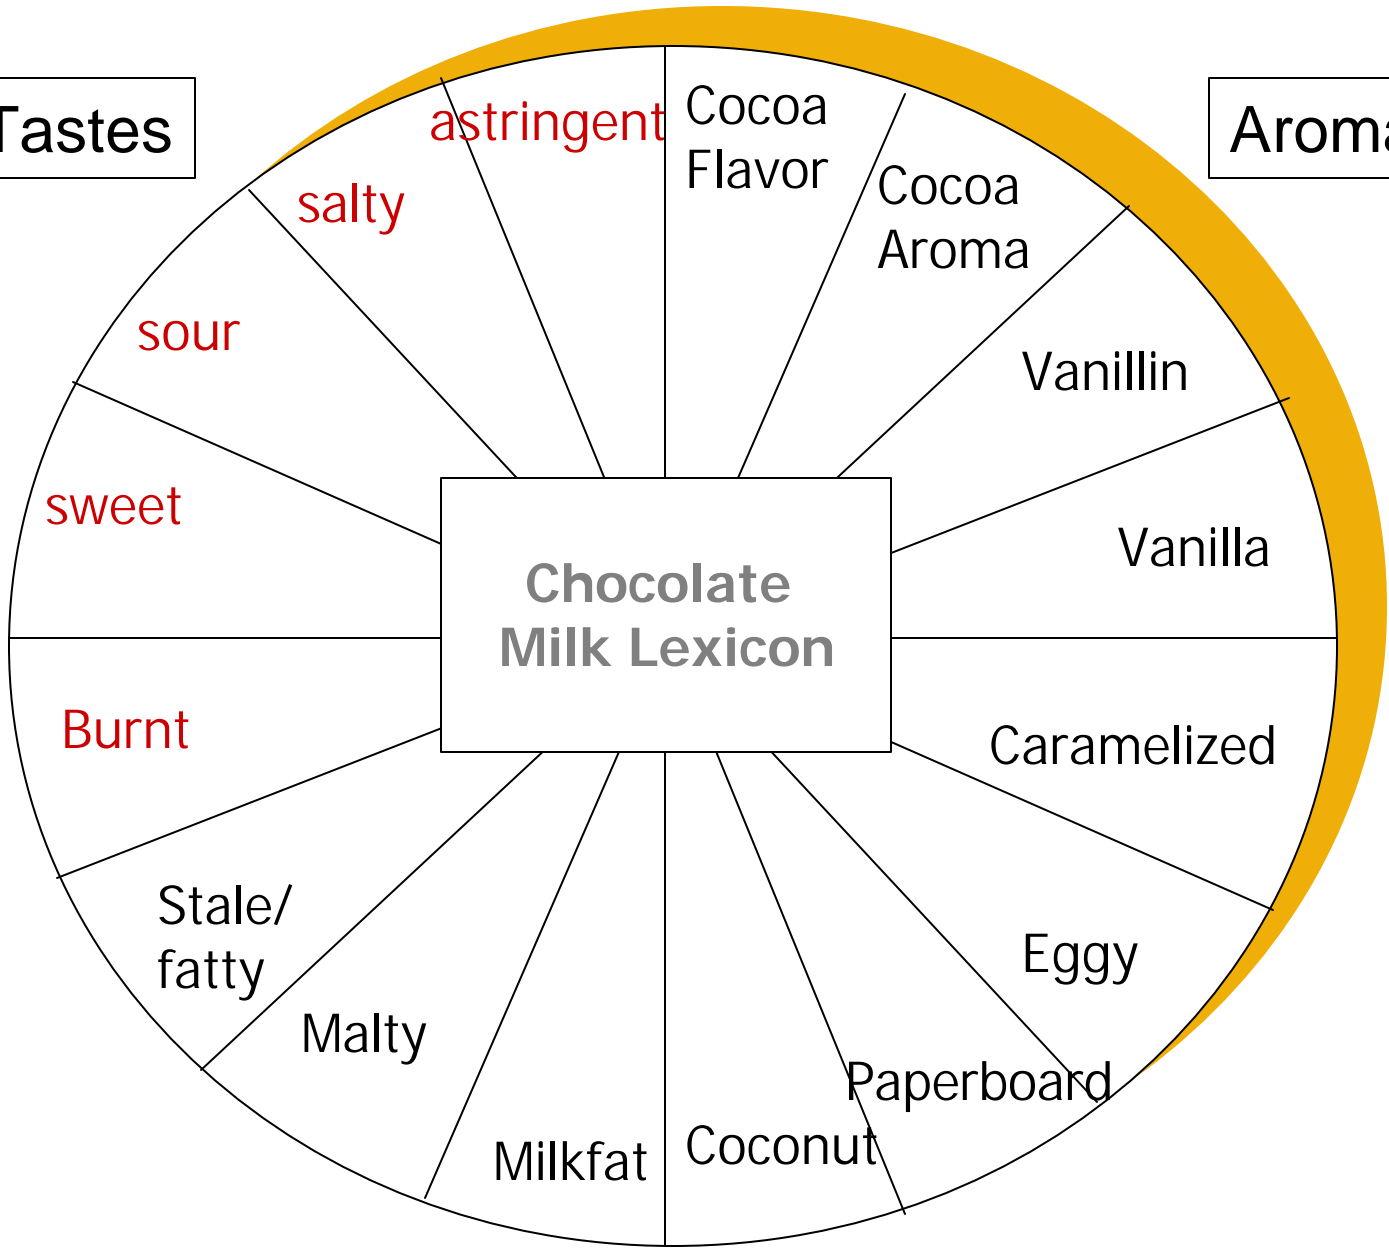 Tastes
Aroma
astringent
salty
sour
sweet
Burnt
Cocoa
Flavor
Cocoa
Aroma
Vanillin
Vanilla
Chocolate
Milk Lexicon
Caramelized
Eggy
Paperboard
Coconut
Milkfat
Malty
Stale/
fatty